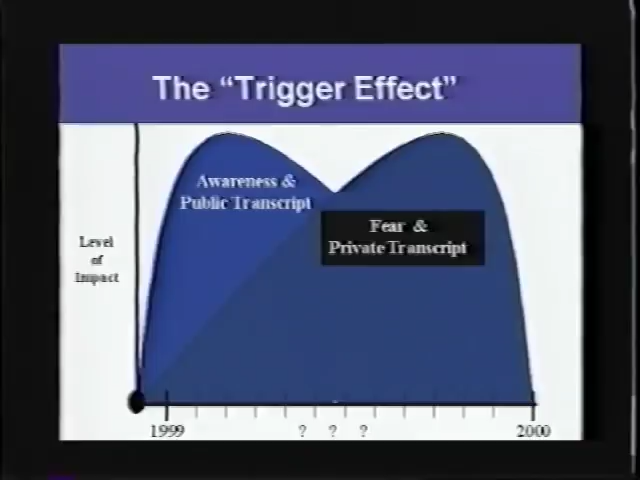 The “Trigger Effect”
Awareness &
Public Transcript
Fear &
Private Transcript
Level
of
Impact
1999 ? ? ? 2000